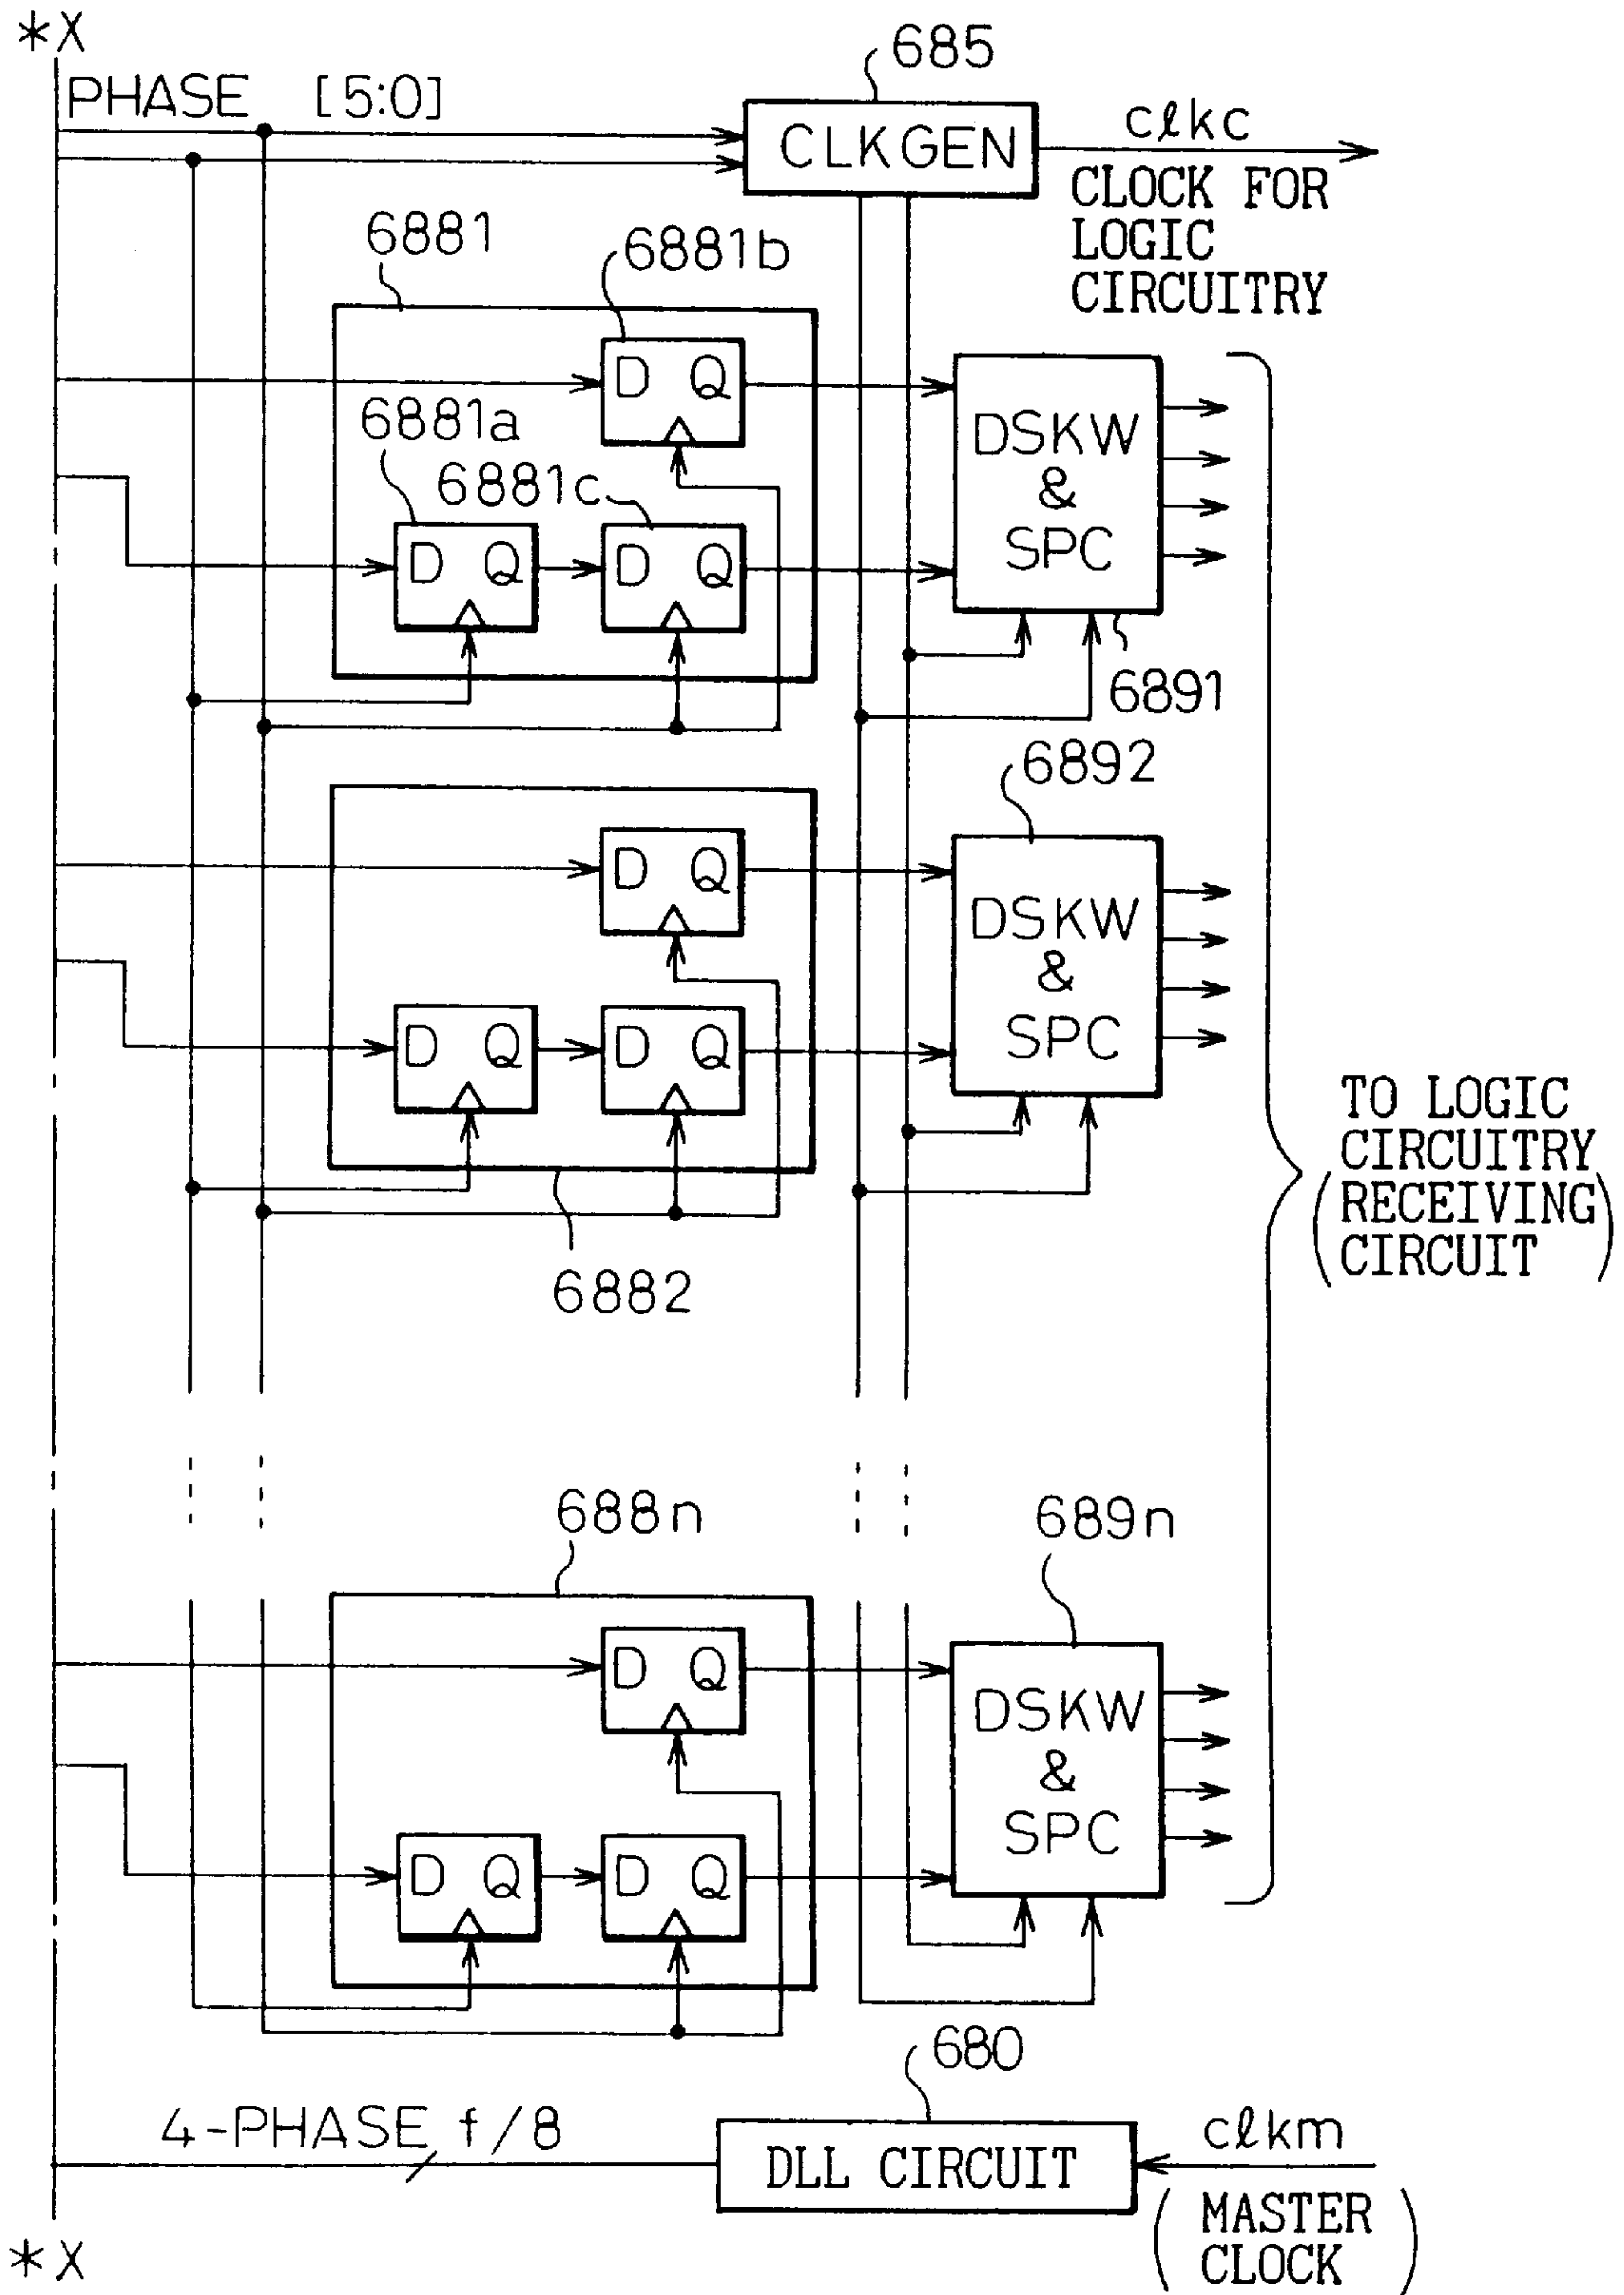 *X
PHASE [5:0]
685
CLKGEN
clkc
CLOCK FOR
LOGIC
CIRCUITRY
6881
6881b
D Q
6881a
6881c
D Q
D Q
DSKW
&
SPC
6891
6892
D Q
D Q
D Q
DSKW
&
SPC
6882
TO LOGIC
CIRCUITRY
(RECEIVING
CIRCUIT)
688n
689n
D Q
D Q
D Q
DSKW
&
SPC
680
4-PHASE f/8
DLL CIRCUIT
clkm
(MASTER
CLOCK)
*X